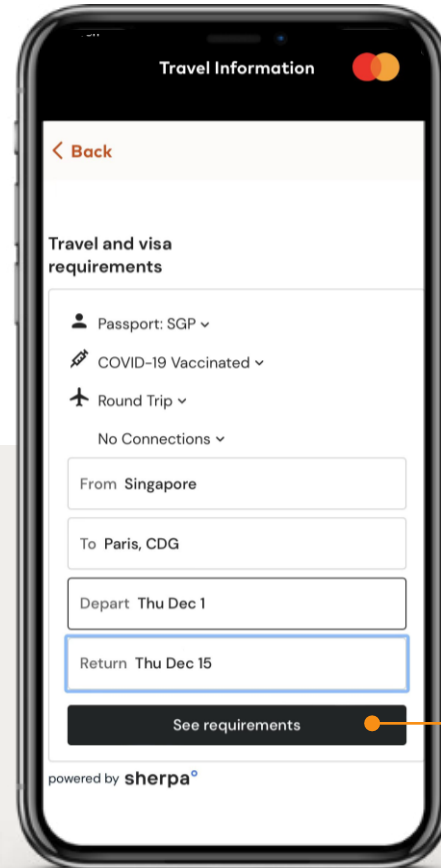 Travel Information
Back
Travel and visa
requirements
Passport: SGP
COVID-19 Vaccinated
Round Trip
No Connections
From Singapore
To Paris, CDG
Depart Thu Dec 1
Return Thu Dec 15
See requirements
powered by sherpa°